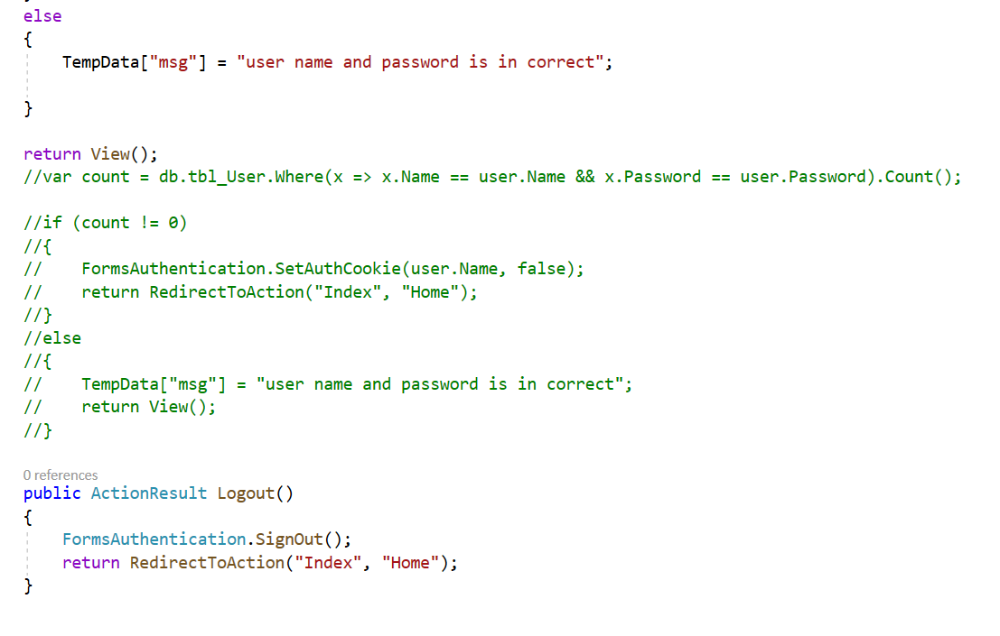 else
{
TempData["msg"] = "user name and password is in correct";
}
return View();
//var count = db.tbl_User.Where(x => x.Name == user.Name && x.Password == user.Password).Count();
//if (count != 0)
//{
//    FormsAuthentication.SetAuthCookie(user.Name, false);
//    return RedirectToAction("Index", "Home");
//}
//else
//{
//    TempData["msg"] = "user name and password is in correct";
//    return View();
//}
0 references
public ActionResult Logout()
{
FormsAuthentication.SignOut();
return RedirectToAction("Index", "Home");
}